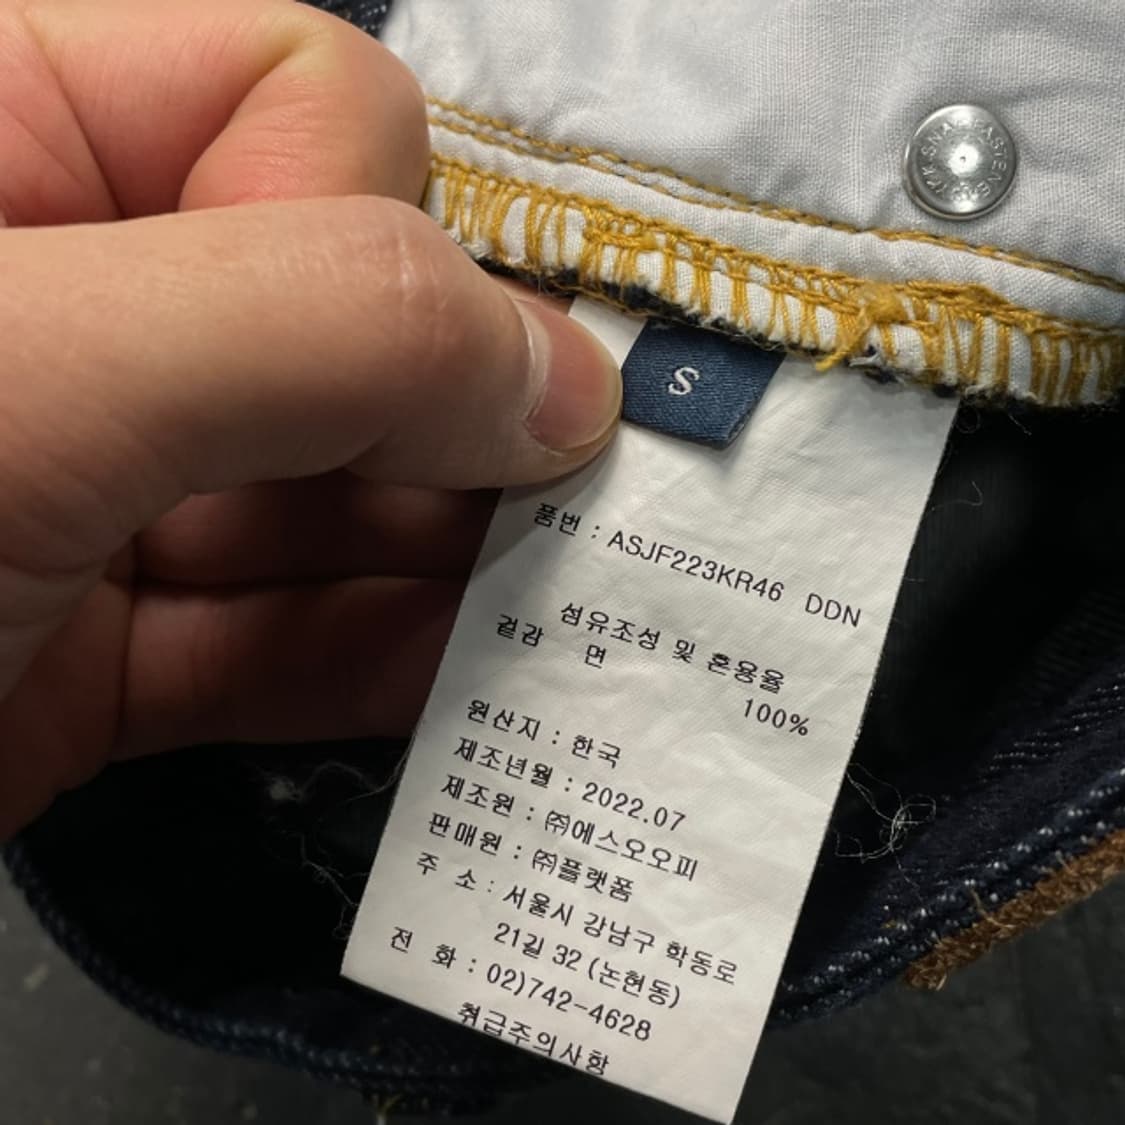 YKK SNAP FASTENERS
S
품번 : ASJF223KR46 DDN
섬유조성 및 혼용율
겉감 면 100%
원산지 : 한국
제조년월 : 2022.07
제조원 : ㈜에스오오피
판매원 : ㈜플랫폼
주 소 : 서울시 강남구 학동로
21길 32 (논현동)
전 화 : 02)742-4628
취급주의사항